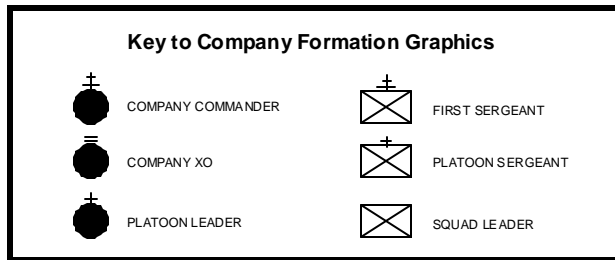 Key to Company Formation Graphics
COMPANY COMMANDER
FIRST SERGEANT
COMPANY XO
PLATOON SERGEANT
PLATOON LEADER
SQUAD LEADER